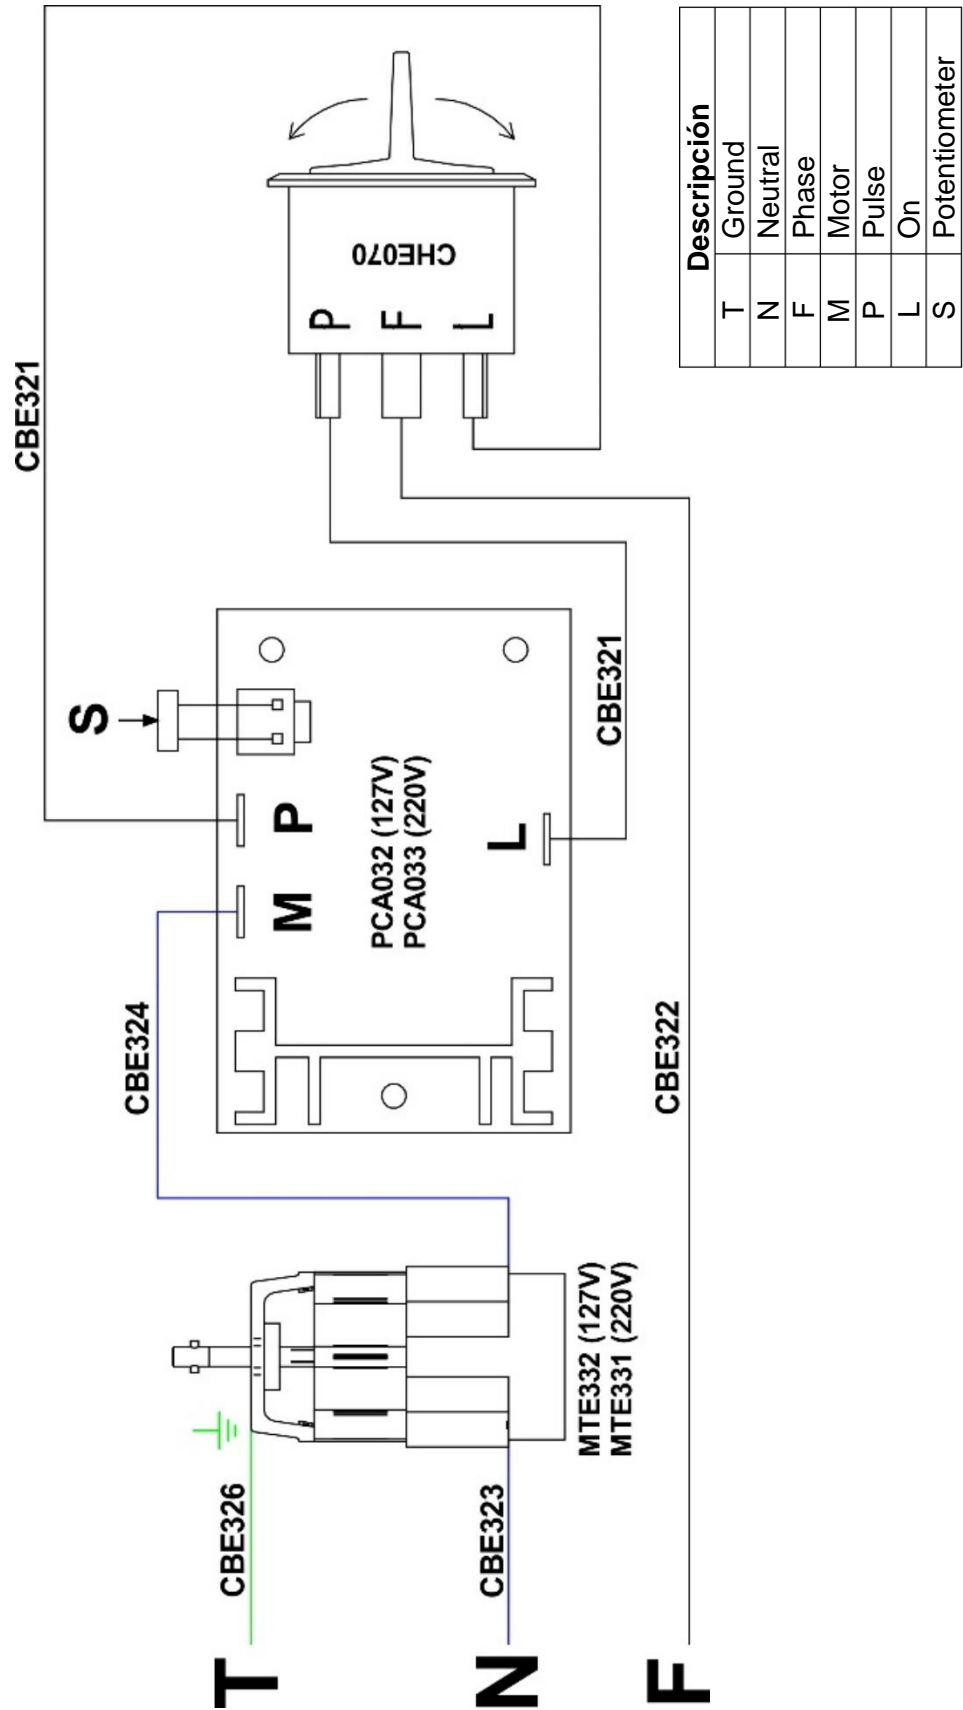 T
N
F
CBE326
CBE323
MTE332 (127V)
MTE331 (220V)
CBE324
CBE322
M
P
S
L
PCA032 (127V)
PCA033 (220V)
CBE321
CBE321
P
F
L
CHE070
Descripción
T Ground
N Neutral
F Phase
M Motor
P Pulse
L On
S Potentiometer